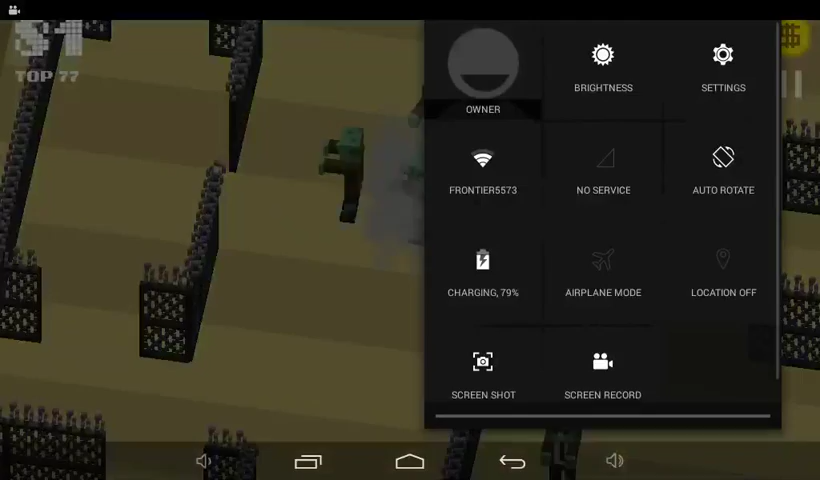 51
TOP 77
OWNER
BRIGHTNESS
SETTINGS
FRONTIER5573
NO SERVICE
AUTO ROTATE
CHARGING, 79%
AIRPLANE MODE
LOCATION OFF
SCREEN SHOT
SCREEN RECORD